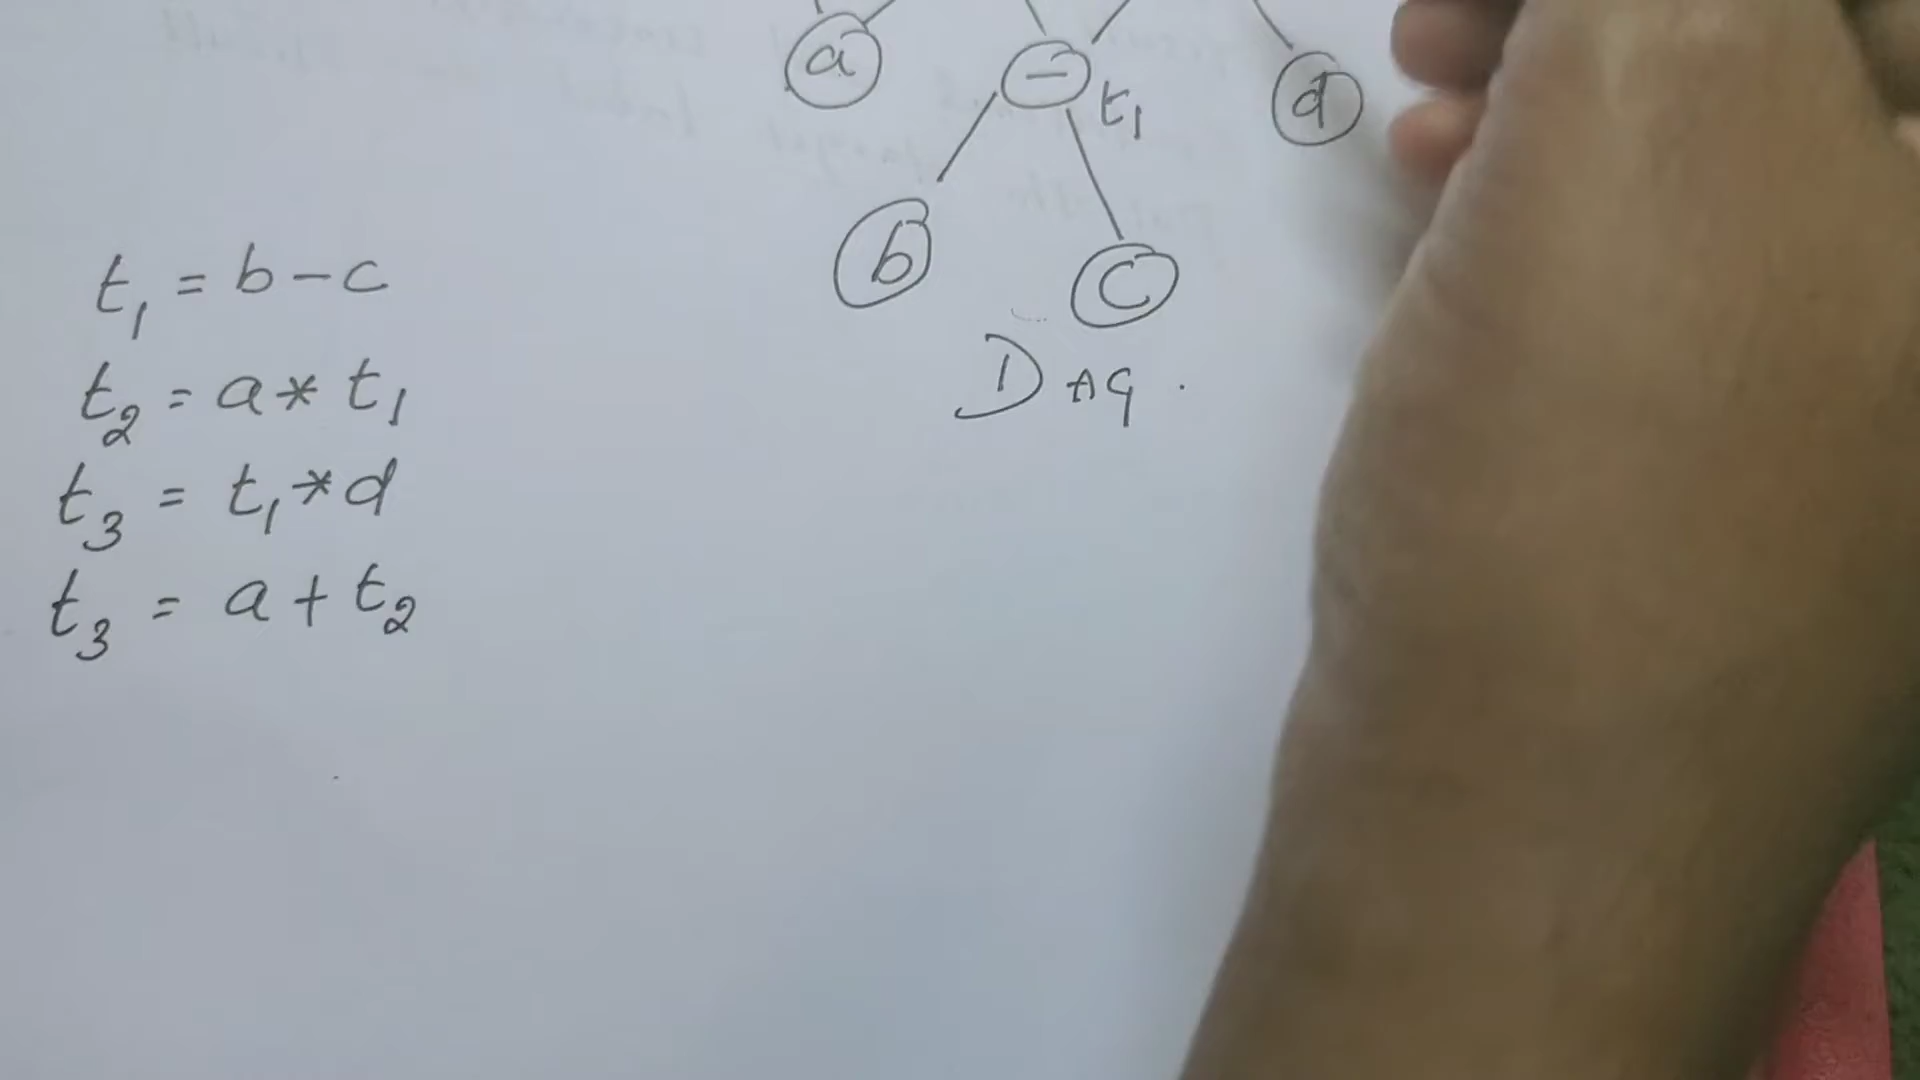 a
−
t₁
d
b
c
DAG.
t₁ = b − c
t₂ = a * t₁
t₃ = t₁ * d
t₃ = a + t₂